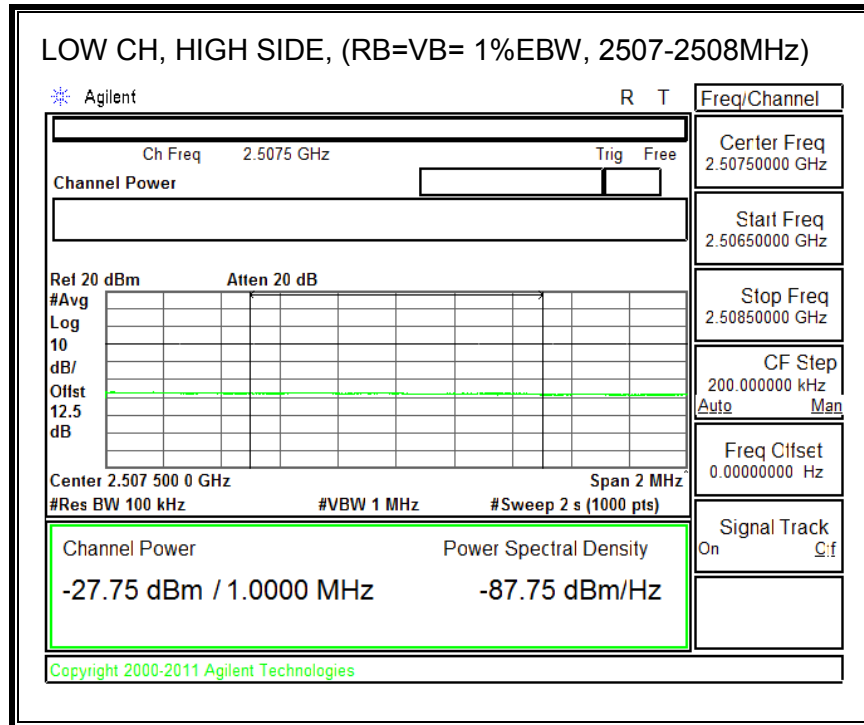 LOW CH, HIGH SIDE, (RB=VB= 1%EBW, 2507-2508MHz)
Agilent R T Freq/Channel
Ch Freq 2.5075 GHz Trig Free
Channel Power
Center Freq
2.50750000 GHz
Start Freq
2.50650000 GHz
Ref 20 dBm Atten 20 dB
#Avg
Log
10
dB/
Offst
12.5
dB
Stop Freq
2.50850000 GHz
CF Step
200.000000 kHz
Auto Man
Freq Offset
0.00000000 Hz
Center 2.507 500 0 GHz Span 2 MHz^
#Res BW 100 kHz #VBW 1 MHz #Sweep 2 s (1000 pts)
Signal Track
On Off
Channel Power Power Spectral Density
-27.75 dBm / 1.0000 MHz -87.75 dBm/Hz
Copyright 2000-2011 Agilent Technologies